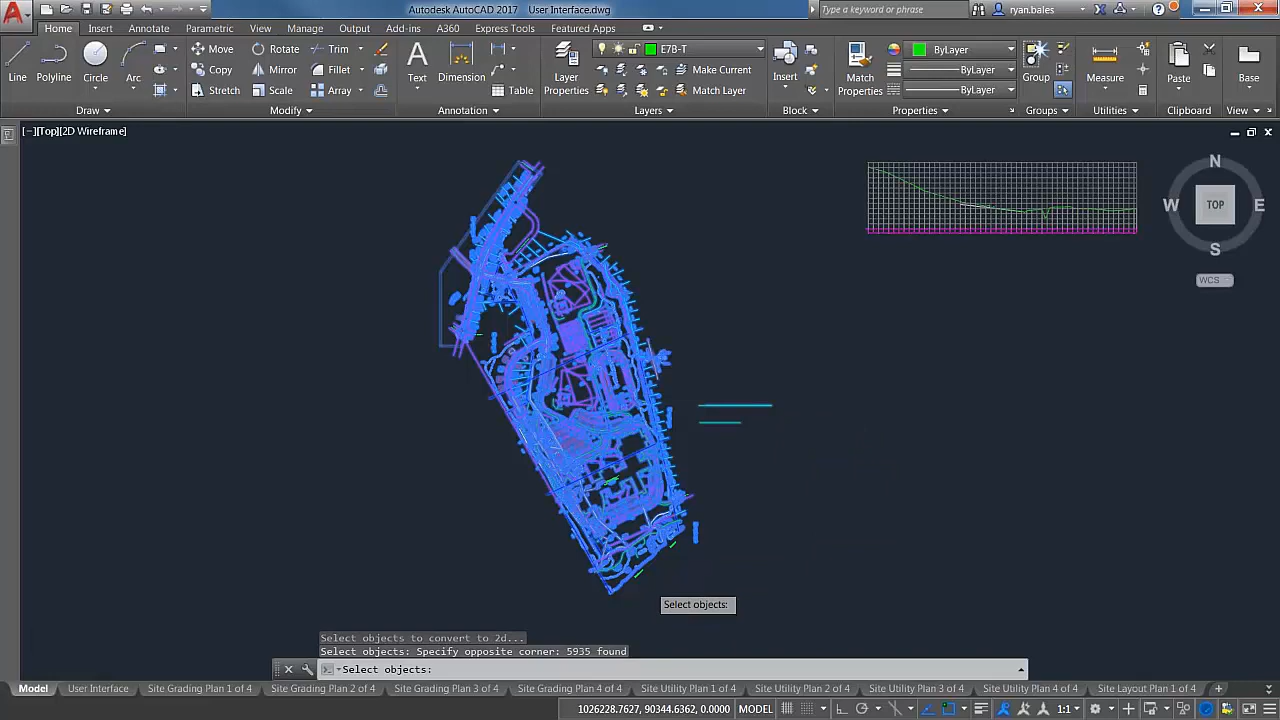 Autodesk AutoCAD 2017 User Interface.dwg
Type a keyword or phrase
ryan.bales
Home Insert Annotate Parametric View Manage Output Add-ins A360 Express Tools Featured Apps
Line
Polyline
Circle
Arc
Move
Rotate
Trim
Copy
Mirror
Fillet
Stretch
Scale
Array
Text
Dimension
Table
Layer
Properties
E7B-T
Make Current
Match Layer
Insert
Match
Properties
ByLayer
ByLayer
ByLayer
Group
Measure
Paste
Base
Draw Modify Annotation Layers Block Properties Groups Utilities Clipboard View
[−][Top][2D Wireframe]
N
W TOP E
S
WCS
Select objects:
Select objects to convert to 2d...
Select objects: Specify opposite corner: 5935 found
Select objects:
Model User Interface Site Grading Plan 1 of 4 Site Grading Plan 2 of 4 Site Grading Plan 3 of 4 Site Grading Plan 4 of 4 Site Utility Plan 1 of 4 Site Utility Plan 2 of 4 Site Utility Plan 3 of 4 Site Utility Plan 4 of 4 Site Layout Plan 1 of 4
1026228.7627, 90344.6362, 0.0000 MODEL 1:1